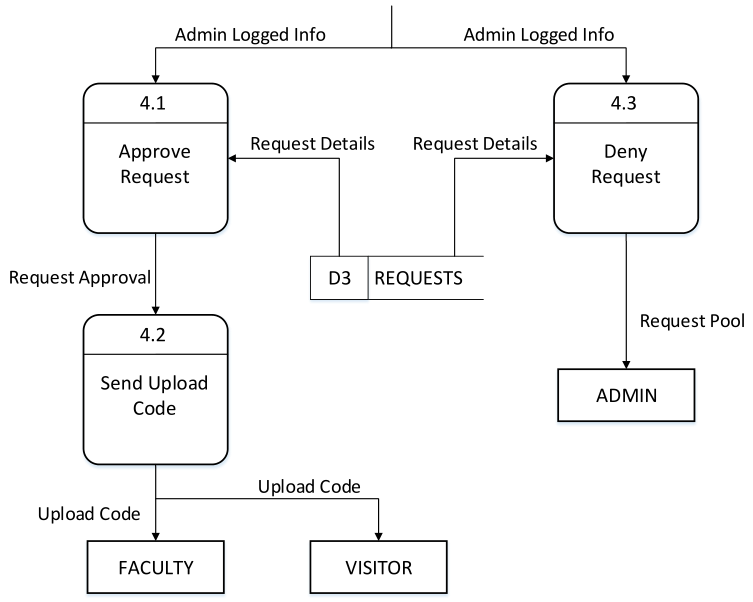 Admin Logged Info
Admin Logged Info
4.1
Approve
Request
4.3
Deny
Request
Request Details
Request Details
D3
REQUESTS
Request Approval
Request Pool
4.2
Send Upload
Code
ADMIN
Upload Code
Upload Code
FACULTY
VISITOR